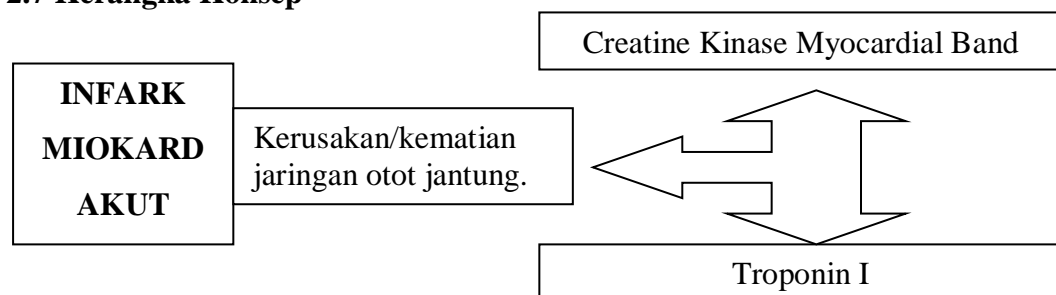 2.7 Kerangka Konsep
Creatine Kinase Myocardial Band
INFARK
MIOKARD
AKUT
Kerusakan/kematian
jaringan otot jantung.
Troponin I